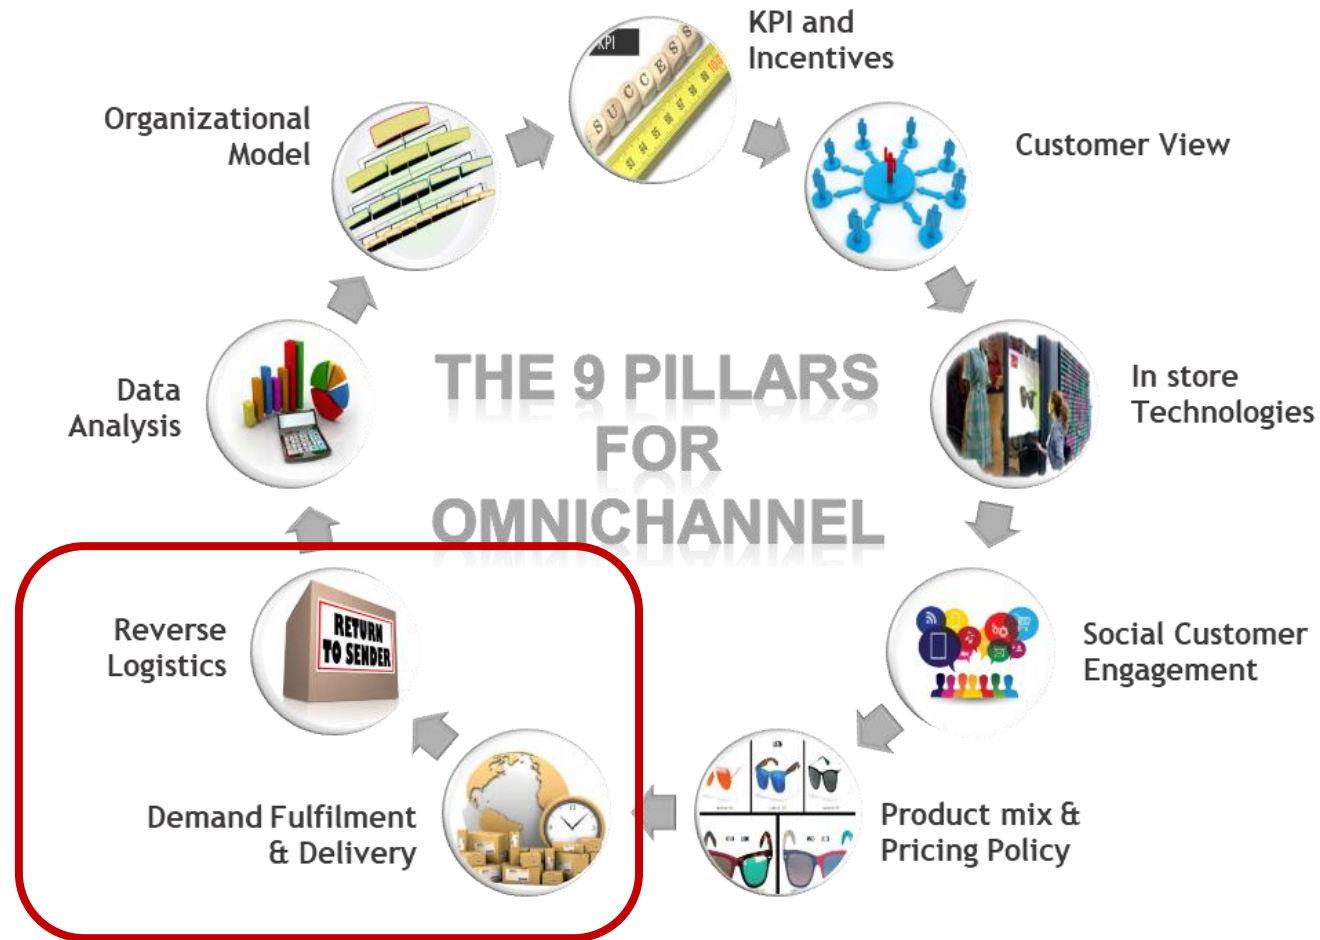 KPI and
Incentives
KPI
SUCCESS
Organizational
Model
Customer View
THE 9 PILLARS
FOR
OMNICHANNEL
Data
Analysis
In store
Technologies
Reverse
Logistics
RETURN
TO SENDER
Social Customer
Engagement
Demand Fulfilment
& Delivery
Product mix &
Pricing Policy